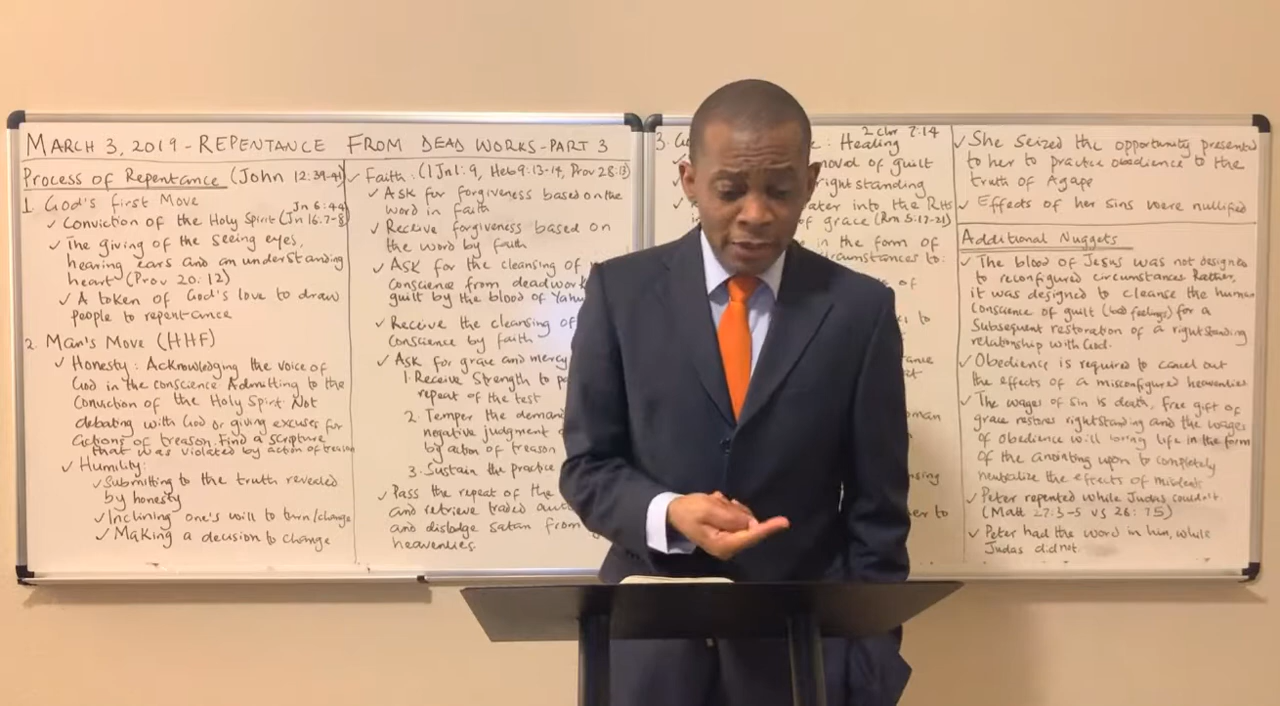 MARCH 3, 2019 - REPENTANCE FROM DEAD WORKS - PART 3
Process of Repentance (John 12:39-41)
1. God's first Move Jn 6:44
✓ Conviction of the Holy Spirit (Jn 16:7-8)
✓ The giving of the seeing eyes,
hearing ears and an understanding
heart (Prov 20:12)
✓ A token of God's love to draw
people to repentance
2. Man's Move (HHF)
✓ Honesty: Acknowledging the voice of
God in the conscience. Admitting to the
Conviction of the Holy Spirt. Not
debating with God or giving excuses for
actions of treason. Find a scripture
that was violated by action of treason
✓ Humility:
✓ Submitting to the truth revealed
by honesty
✓ Inclining one's will to turn/change
✓ Making a decision to change
✓ Faith: (1 Jn 1:9, Heb 9:13-14, Prov 28:13)
✓ Ask for forgiveness based on the
word in faith
✓ Receive forgiveness based on
the word by faith
✓ Ask for the cleansing of
Conscience from deadwork
guilt by the blood of Yahu
✓ Receive the cleansing of
Conscience by faith
✓ Ask for grace and mercy
1. Receive Strength to
repeat of the test
2. Temper the deman
negative judgment
by action of treason
3. Sustain the practice
✓ Pass the repeat of the
and retrieve traded
and dislodge Satan from
heavenlies.
3. : Healing 2 chr 7:14
noval of guilt
rightstanding
ater into the RHS
of grace (Rm 5:17-21)
e in the form of
rcumstances to:
✓ She seized the opportunity presented
to her to practice obedience to the
truth of Agape
✓ Effects of her sins were nullified
Additional Nuggets
✓ The blood of Jesus was not designed
to reconfigured circumstances. Rather,
it was designed to cleanse the human
Conscience of guilt (bad feelings) for a
Subsequent restoration of a rightstanding
relationship with God.
✓ Obedience is required to cancel out
the effects of a misconfigured heavenlies
✓ The wages of sin is death, free gift of
grace restores rightstanding and the wages
of obedience will bring life in the form
of the anointing upon to completely
neutralize the effects of misdeeds
✓ Peter repented while Judas couldn't
(Matt 27:3-5 vs 26:75)
✓ Peter had the word in him, while
Judas did not.